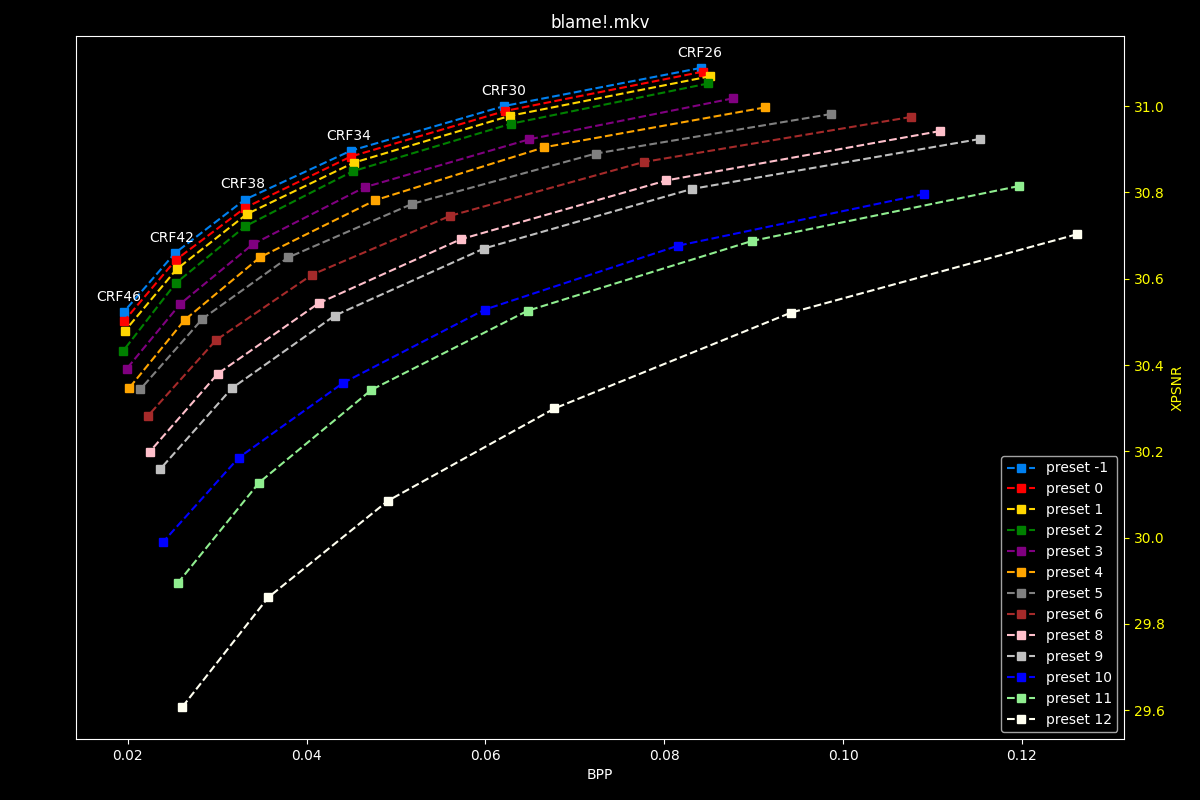 blame!.mkv
CRF26
CRF30
CRF34
CRF38
CRF42
CRF46
31.0
30.8
30.6
30.4
30.2
30.0
29.8
29.6
XPSNR
preset -1
preset 0
preset 1
preset 2
preset 3
preset 4
preset 5
preset 6
preset 8
preset 9
preset 10
preset 11
preset 12
0.02 0.04 0.06 0.08 0.10 0.12
BPP